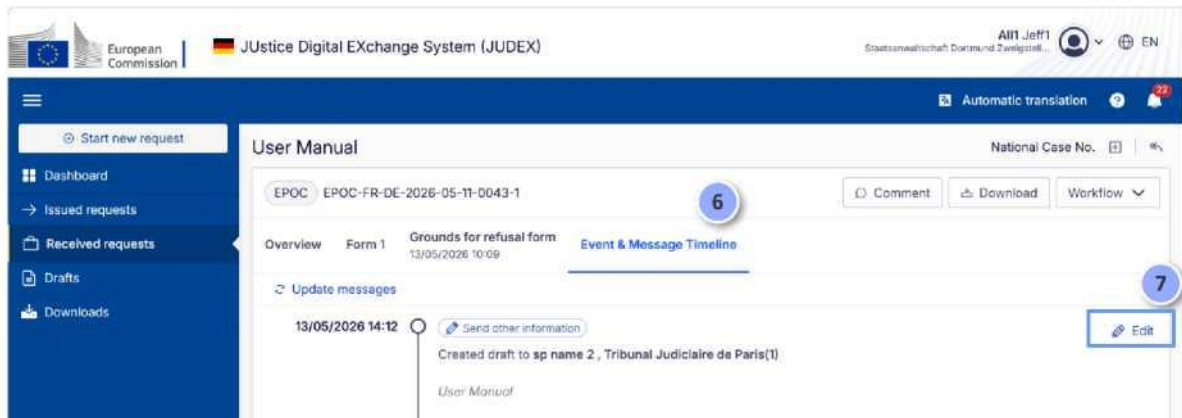 European
Commission
JUstice Digital EXchange System (JUDEX)
All1 Jeff1
Staatsanwaltschaft Dortmund Zweigstell...
EN
Automatic translation
22
Start new request
Dashboard
Issued requests
Received requests
Drafts
Downloads
User Manual
National Case No.
EPOC EPOC-FR-DE-2026-05-11-0043-1
6
Comment
Download
Workflow
Overview
Form 1
Grounds for refusal form
13/05/2026 10:09
Event & Message Timeline
Update messages
7
13/05/2026 14:12
Send other information
Edit
Created draft to sp name 2 , Tribunal Judiciaire de Paris(1)
User Manual